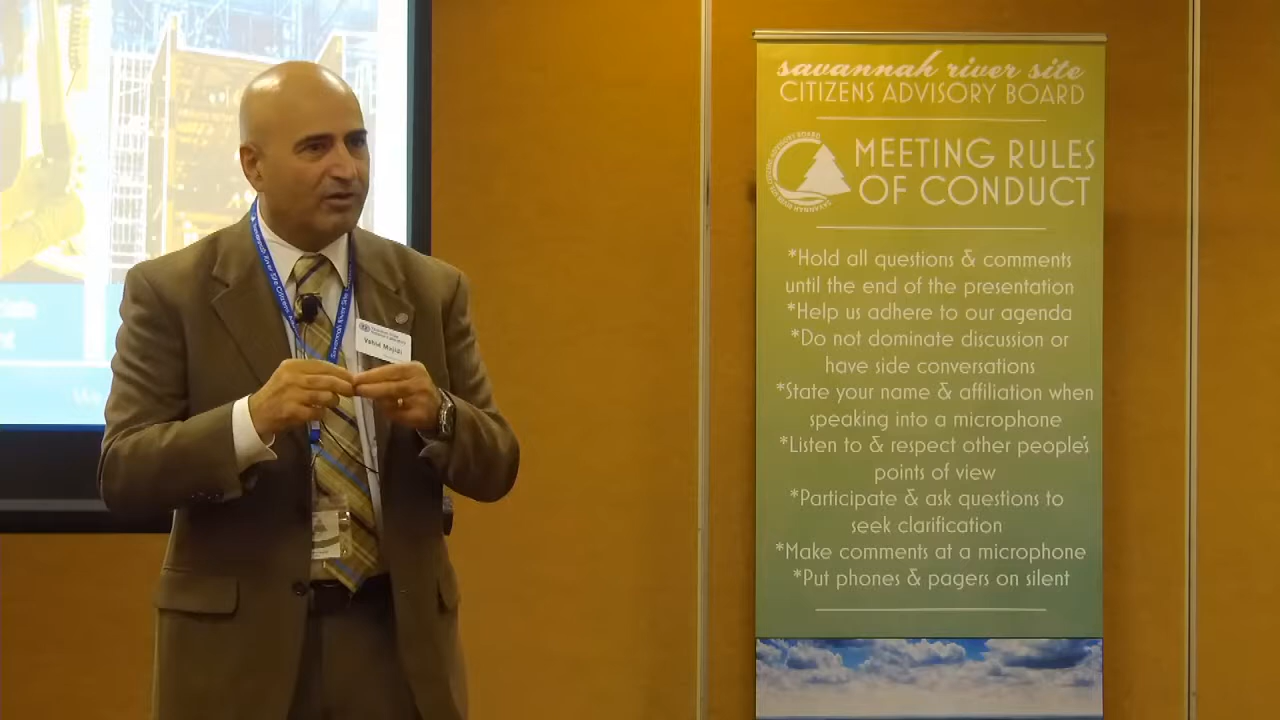 savannah river site
CITIZENS ADVISORY BOARD
MEETING RULES
OF CONDUCT
*Hold all questions & comments
until the end of the presentation
*Help us adhere to our agenda
*Do not dominate discussion or
have side conversations
*State your name & affiliation when
speaking into a microphone
*Listen to & respect other people's
points of view
*Participate & ask questions to
seek clarification
*Make comments at a microphone
*Put phones & pagers on silent
Vahid Majidi
We